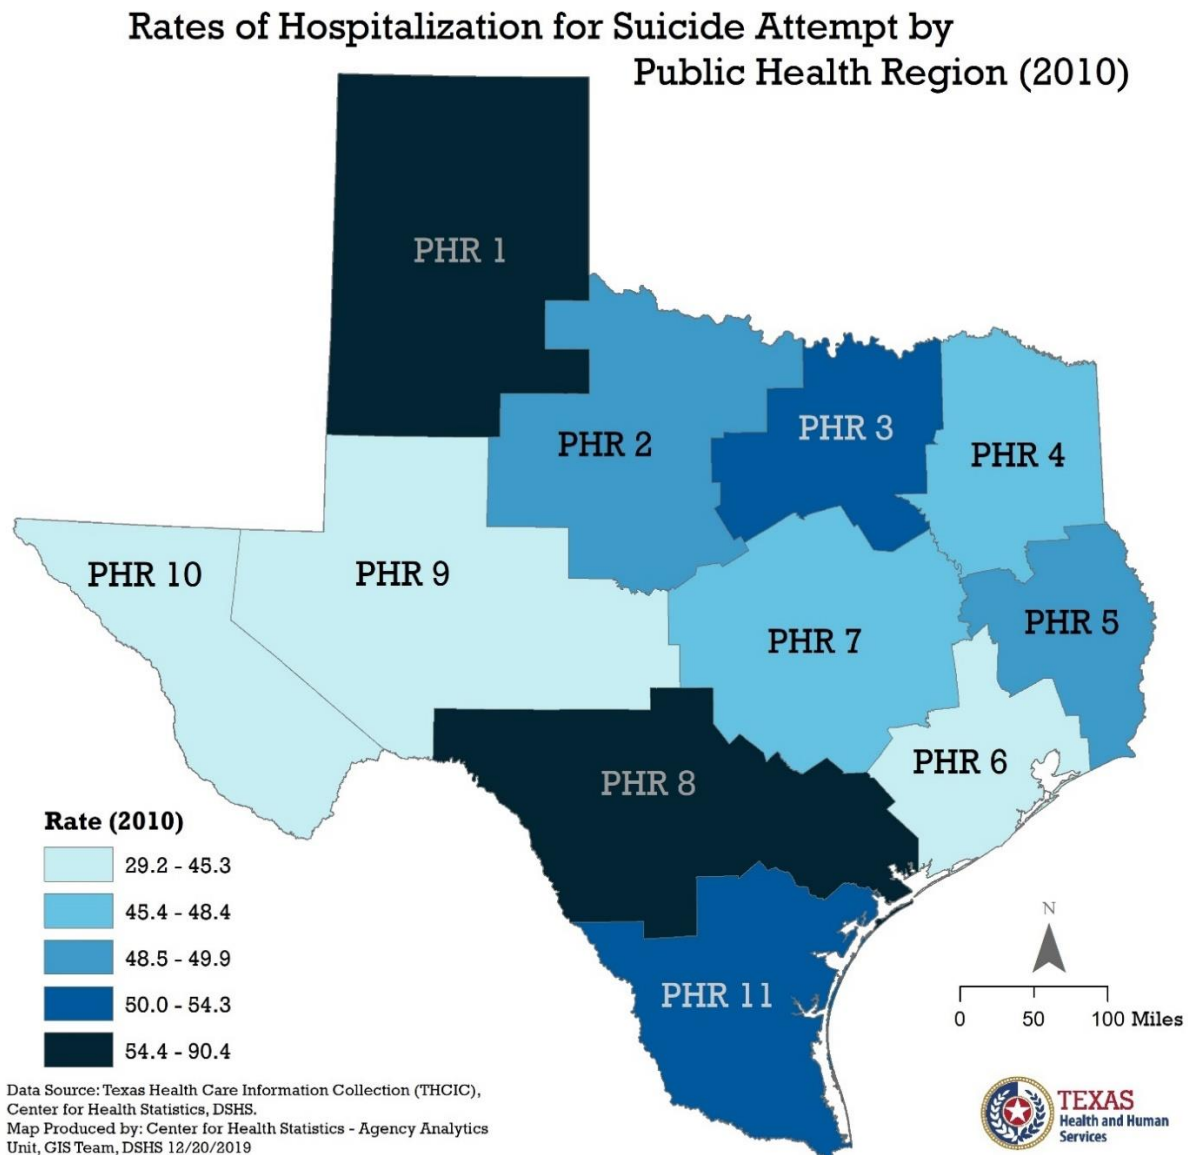 Rates of Hospitalization for Suicide Attempt by
Public Health Region (2010)
PHR 1
PHR 2
PHR 3
PHR 4
PHR 10
PHR 9
PHR 5
PHR 7
PHR 6
PHR 8
PHR 11
Rate (2010)
29.2 - 45.3
45.4 - 48.4
48.5 - 49.9
50.0 - 54.3
54.4 - 90.4
N
0 50 100 Miles
Data Source: Texas Health Care Information Collection (THCIC),
Center for Health Statistics, DSHS.
Map Produced by: Center for Health Statistics - Agency Analytics
Unit, GIS Team, DSHS 12/20/2019
TEXAS
Health and Human
Services